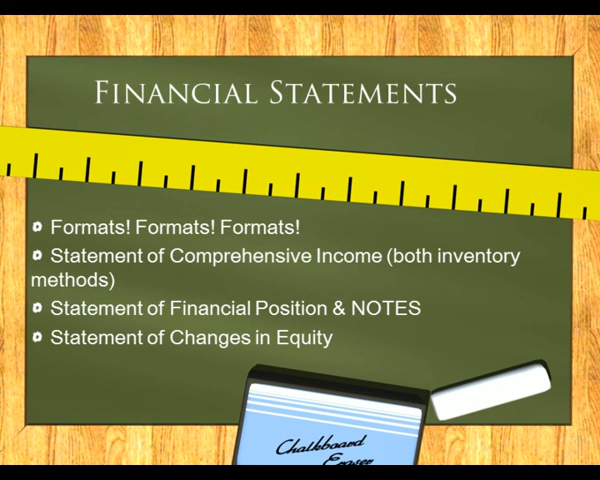 Financial Statements
Formats! Formats! Formats!
Statement of Comprehensive Income (both inventory
methods)
Statement of Financial Position & NOTES
Statement of Changes in Equity
Chalkboard
Eraser